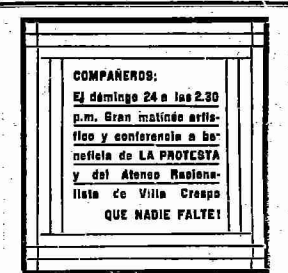 COMPAÑEROS:
El domingo 24 a las 2.30
p.m. Gran matinée artís-
tico y conferencia a be-
neficia de LA PROTESTA
y del Ateneo Raciona-
lista de Villa Crespo
QUE NADIE FALTE!